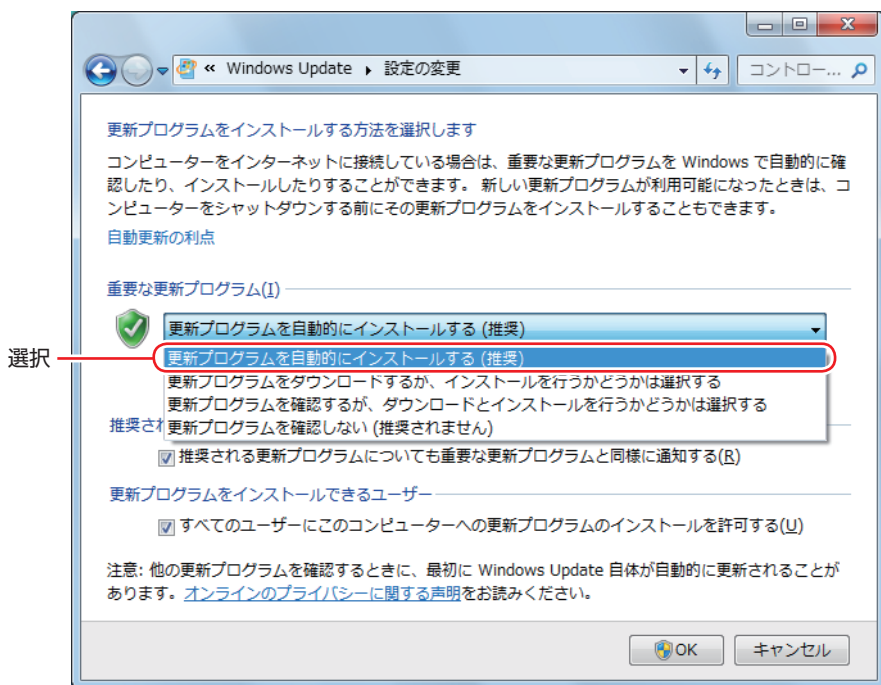 « Windows Update ▸ 設定の変更
コントロー...
更新プログラムをインストールする方法を選択します
コンピューターをインターネットに接続している場合は、重要な更新プログラムを Windows で自動的に確
認したり、インストールしたりすることができます。 新しい更新プログラムが利用可能になったときは、コ
ンピューターをシャットダウンする前にその更新プログラムをインストールすることもできます。
自動更新の利点
重要な更新プログラム(I)
更新プログラムを自動的にインストールする (推奨)
選択
更新プログラムを自動的にインストールする (推奨)
更新プログラムをダウンロードするが、インストールを行うかどうかは選択する
更新プログラムを確認するが、ダウンロードとインストールを行うかどうかは選択する
推奨され
更新プログラムを確認しない (推奨されません)
推奨される更新プログラムについても重要な更新プログラムと同様に通知する(R)
更新プログラムをインストールできるユーザー
すべてのユーザーにこのコンピューターへの更新プログラムのインストールを許可する(U)
注意: 他の更新プログラムを確認するときに、最初に Windows Update 自体が自動的に更新されることが
あります。オンラインのプライバシーに関する声明をお読みください。
OK
キャンセル